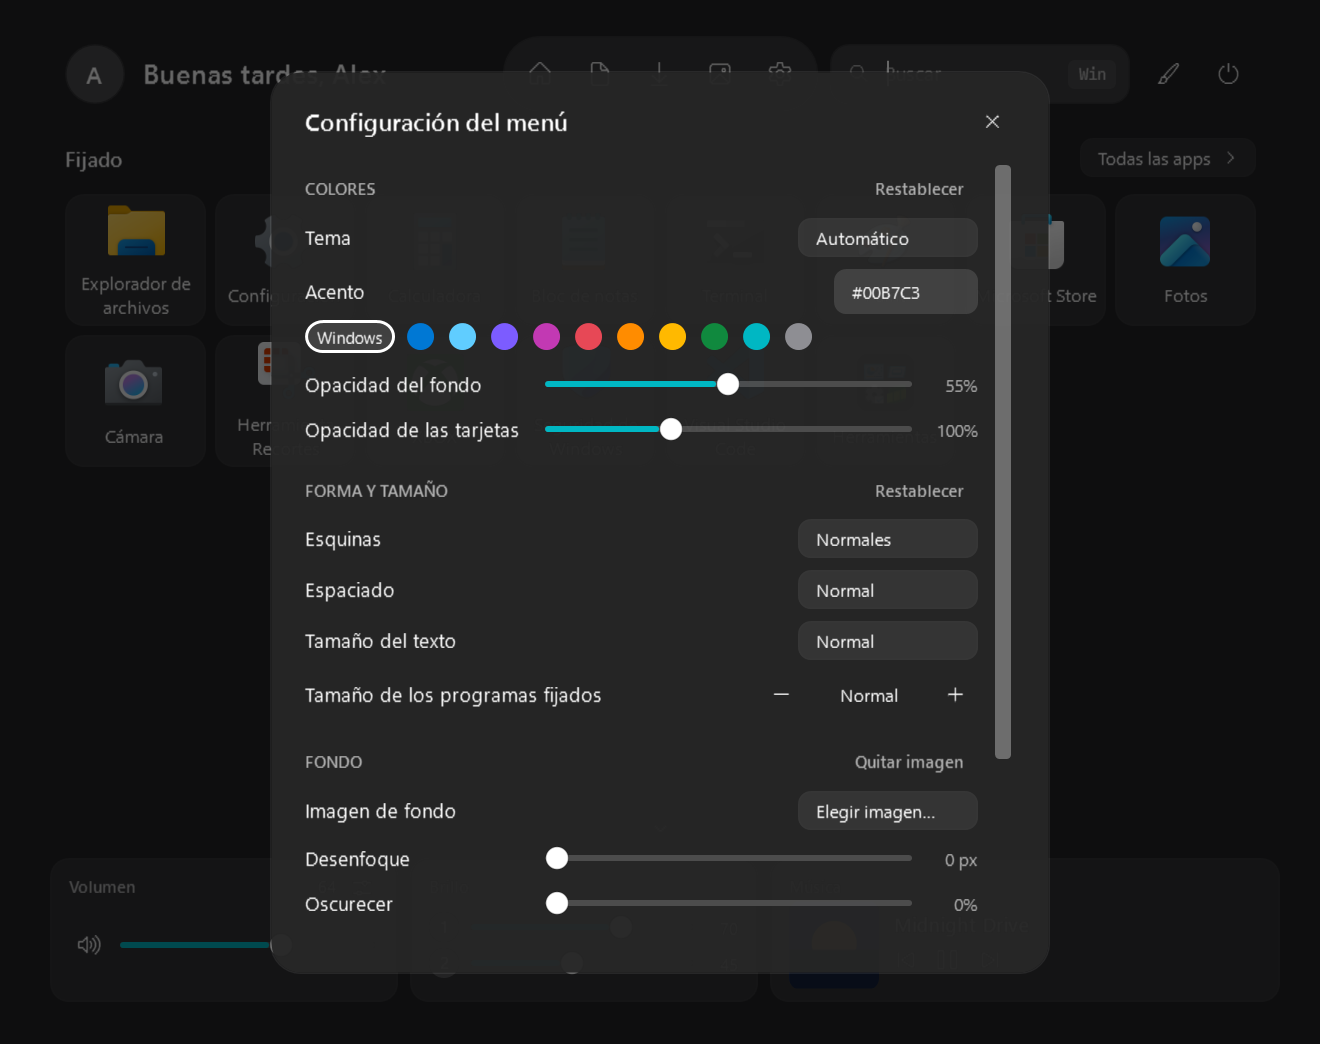 A
Buenas tardes, Alex
Buscar
Win
Fijado
Todas las apps
Explorador de
archivos
Fotos
Cámara
Configuración del menú
COLORES
Restablecer
Tema
Automático
Acento
#00B7C3
Windows
Opacidad del fondo
55%
Opacidad de las tarjetas
100%
FORMA Y TAMAÑO
Restablecer
Esquinas
Normales
Espaciado
Normal
Tamaño del texto
Normal
Tamaño de los programas fijados
Normal
FONDO
Quitar imagen
Imagen de fondo
Elegir imagen...
Desenfoque
0 px
Oscurecer
0%
Volumen
Midnight Drive